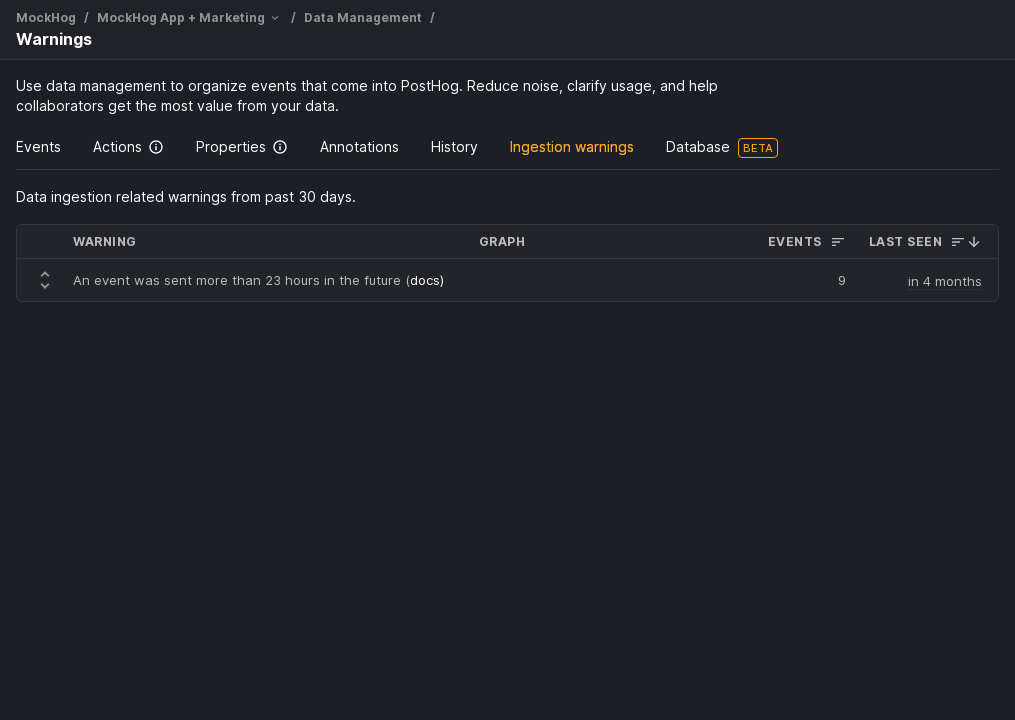 MockHog / MockHog App + Marketing / Data Management /
Warnings
Use data management to organize events that come into PostHog. Reduce noise, clarify usage, and help
collaborators get the most value from your data.
Events Actions Properties Annotations History Ingestion warnings Database BETA
Data ingestion related warnings from past 30 days.
WARNING GRAPH EVENTS LAST SEEN
An event was sent more than 23 hours in the future (docs) 9 in 4 months